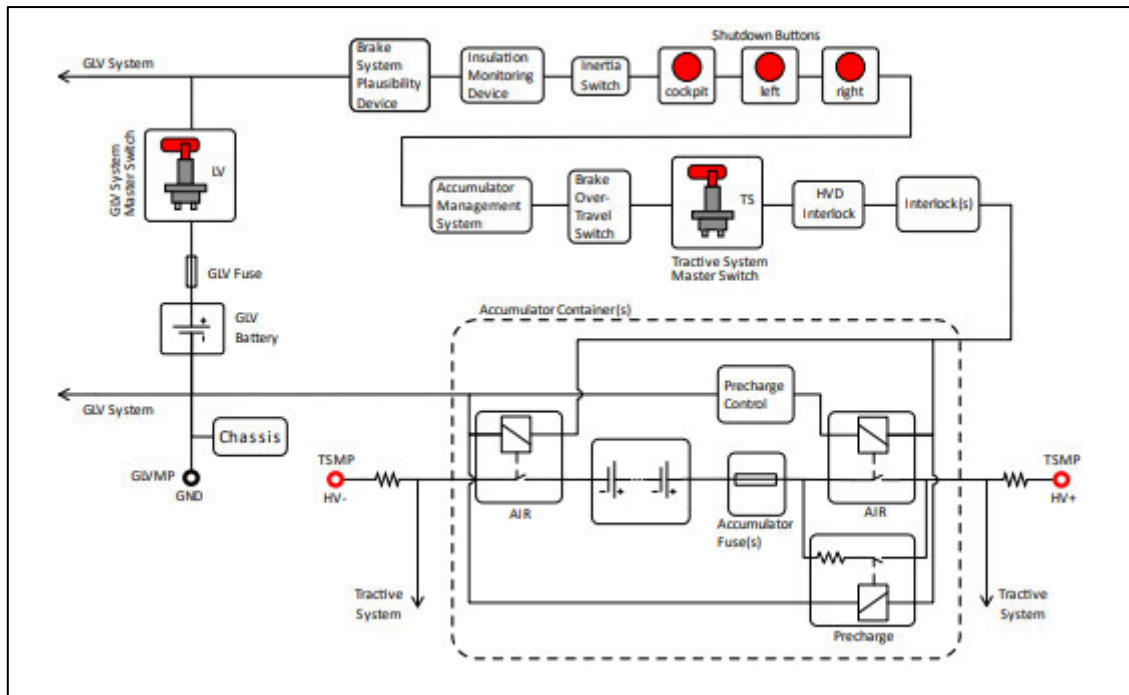 Shutdown Buttons
GLV System
Brake
System
Plausibility
Device
Insulation
Monitoring
Device
Inertia
Switch
cockpit
left
right
GLV System
Master Switch
LV
Accumulator
Management
System
Brake
Over-
Travel
Switch
TS
HVD
Interlock
Interlock(s)
Tractive System
Master Switch
GLV Fuse
GLV
Battery
Accumulator Container(s)
GLV System
Precharge
Control
Chassis
GLVMP
GND
TSMP
HV-
AIR
Accumulator
Fuse(s)
AIR
TSMP
HV+
Tractive
System
Precharge
Tractive
System